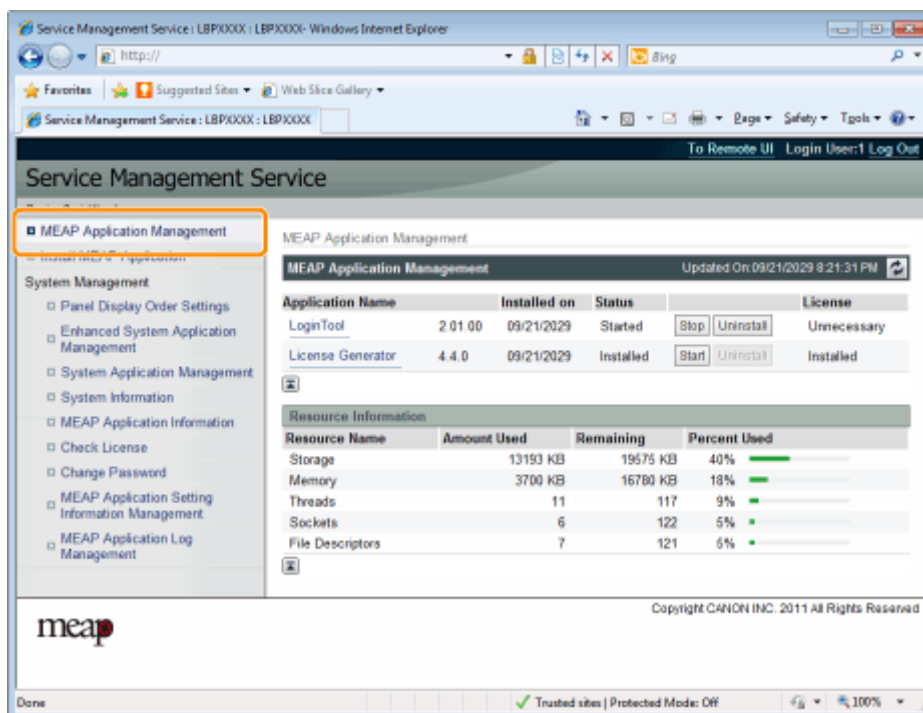 Service Management Service : LBPXXXX : LBPXXXX- Windows Internet Explorer
http://
Bing
Favorites Suggested Sites Web Slice Gallery
Service Management Service : LBPXXXX : LBPXXXX Page Safety Tools
To Remote UI Login User:1 Log Out
Service Management Service
MEAP Application Management
Install MEAP Application
System Management
Panel Display Order Settings
Enhanced System Application
Management
System Application Management
System Information
MEAP Application Information
Check License
Change Password
MEAP Application Setting
Information Management
MEAP Application Log
Management
MEAP Application Management
MEAP Application Management Updated On:09/21/2029 8:21:31 PM
Application Name Installed on Status License
LoginTool 2.01.00 09/21/2029 Started Stop Uninstall Unnecessary
License Generator 4.4.0 09/21/2029 Installed Start Uninstall Installed
Resource Information
Resource Name Amount Used Remaining Percent Used
Storage 13193 KB 19575 KB 40%
Memory 3700 KB 16780 KB 18%
Threads 11 117 9%
Sockets 6 122 5%
File Descriptors 7 121 6%
Copyright CANON INC. 2011 All Rights Reserved
meap
Done Trusted sites | Protected Mode: Off 100%